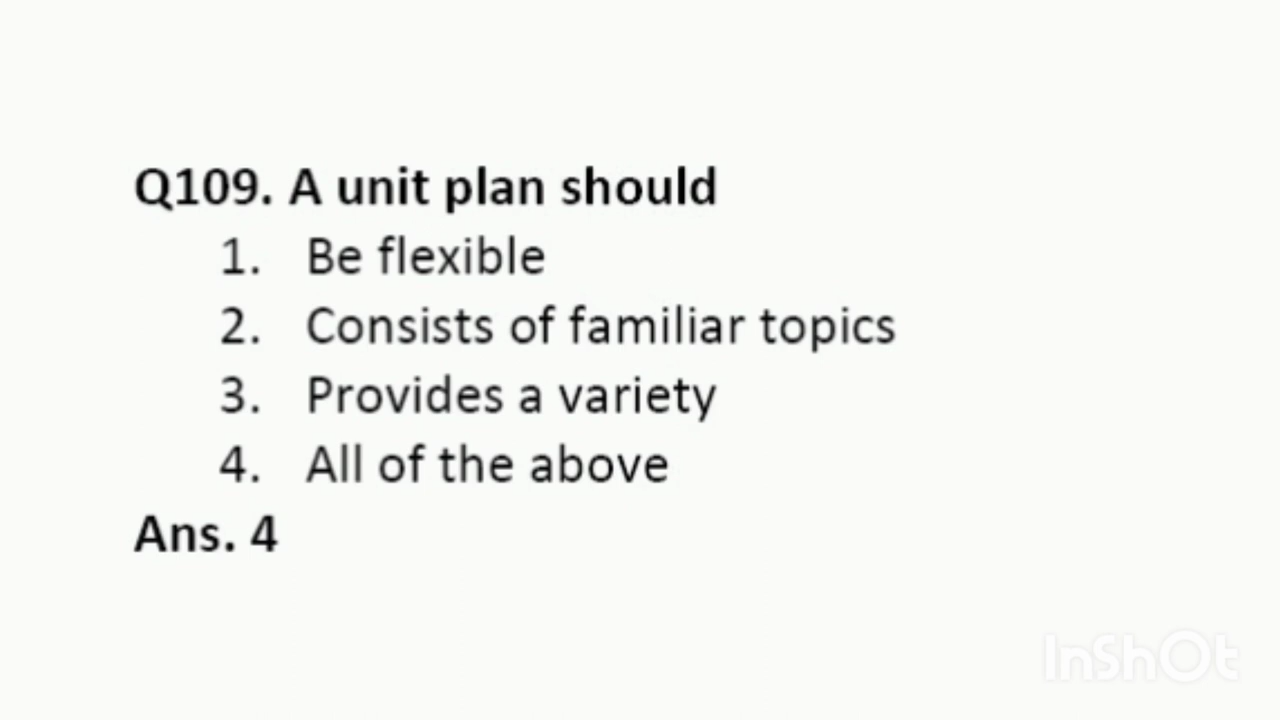 Q109. A unit plan should
1. Be flexible
2. Consists of familiar topics
3. Provides a variety
4. All of the above
Ans. 4
InShOt